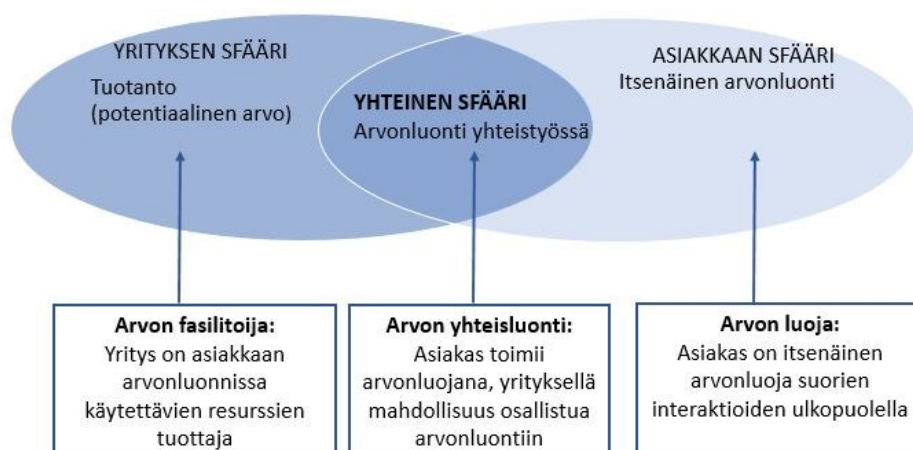 YRITYKSEN SFÄÄRI
Tuotanto
(potentiaalinen arvo)
YHTEINEN SFÄÄRI
Arvonluonti yhteistyössä
ASIAKKAAN SFÄÄRI
Itsenäinen arvonluonti
Arvon fasilitoija:
Yritys on asiakkaan
arvonluonnissa
käytettävien resurssien
tuottaja
Arvon yhteisluonti:
Asiakas toimii
arvonluojana, yrityksellä
mahdollisuus osallistua
arvonluontiin
Arvon luoja:
Asiakas on itsenäinen
arvonluoja suorien
interaktioiden ulkopuolella